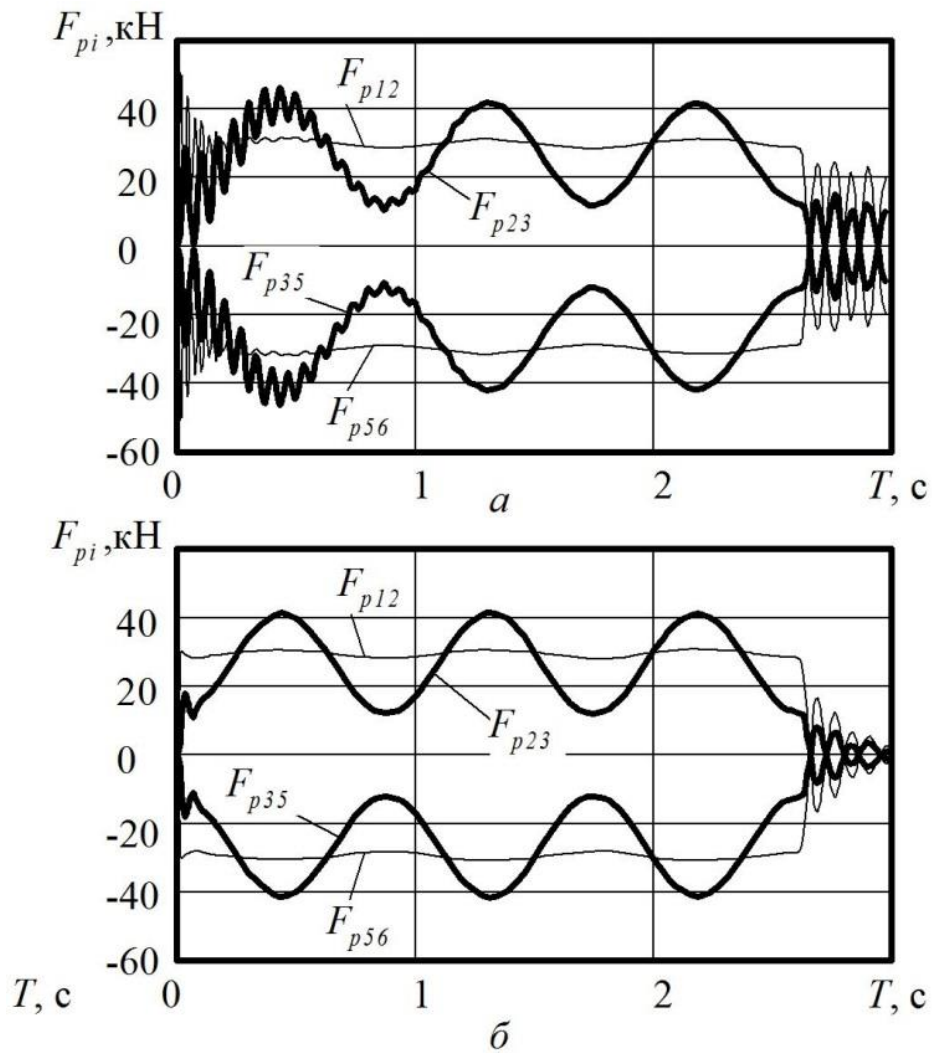 F_{pi},кН
40
20
0
-20
-40
-60
F_{p12}
F_{p23}
F_{p35}
F_{p56}
0 1 2 T, с
а
F_{pi},кН
40
20
0
-20
-40
-60
F_{p12}
F_{p23}
F_{p35}
F_{p56}
T, с 0 1 2 T, с
б